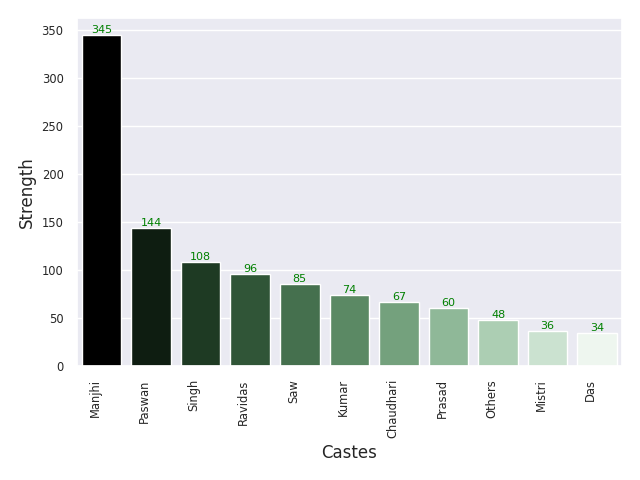 350
300
250
200
150
100
50
0
Strength
345
144
108
96
85
74
67
60
48
36
34
Manjhi
Paswan
Singh
Ravidas
Saw
Kumar
Chaudhari
Prasad
Others
Mistri
Das
Castes